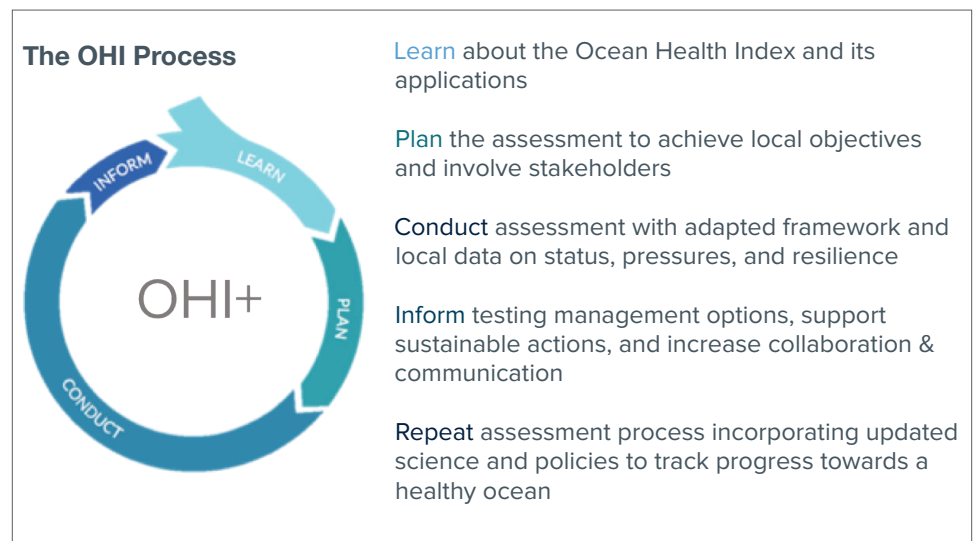 The OHI Process
INFORM
LEARN
OHI+
PLAN
CONDUCT
Learn about the Ocean Health Index and its
applications
Plan the assessment to achieve local objectives
and involve stakeholders
Conduct assessment with adapted framework and
local data on status, pressures, and resilience
Inform testing management options, support
sustainable actions, and increase collaboration &
communication
Repeat assessment process incorporating updated
science and policies to track progress towards a
healthy ocean